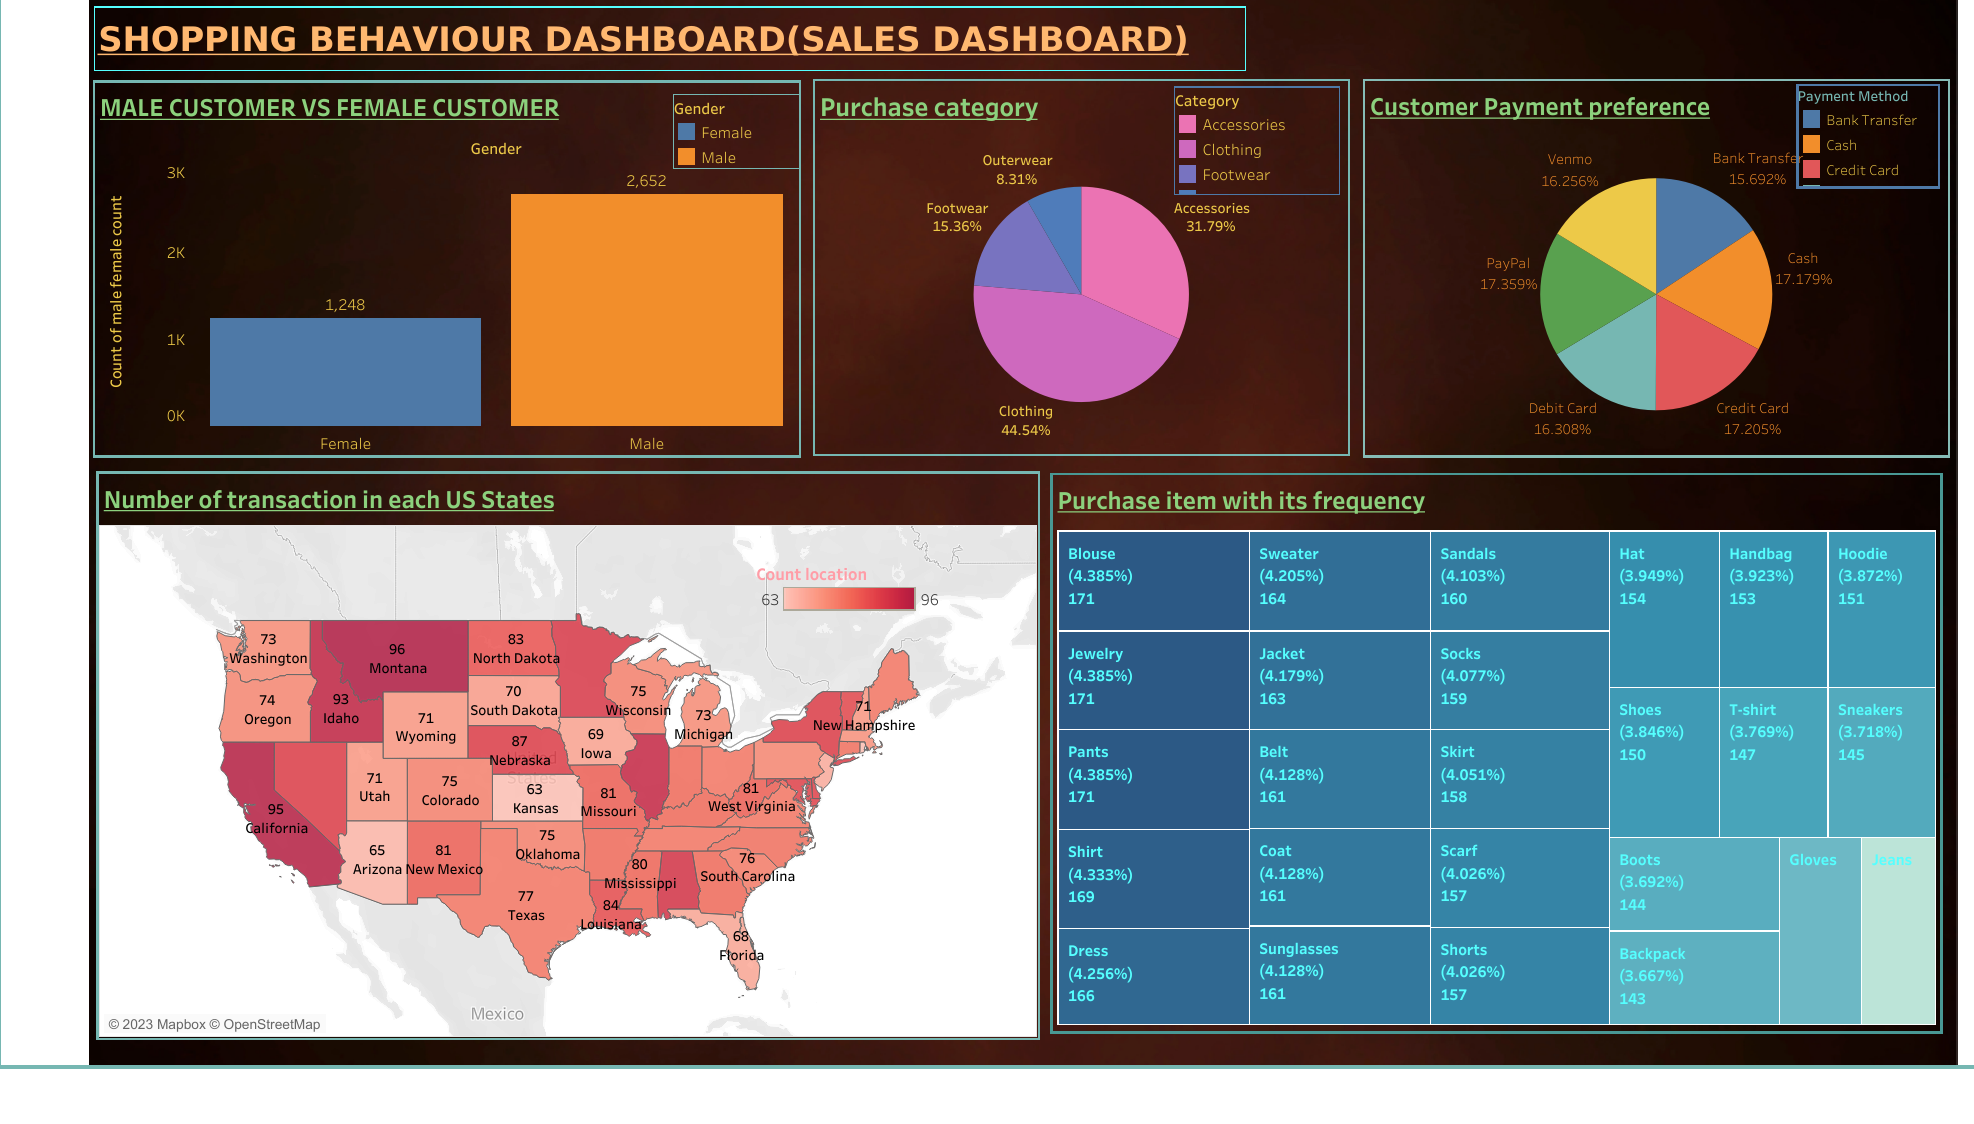 SHOPPING BEHAVIOUR DASHBOARD(SALES DASHBOARD)
MALE CUSTOMER VS FEMALE CUSTOMER
Gender
Female
Male
Gender
Count of male female count
3K
2K
1K
0K
1,248
2,652
Female
Male
Purchase category
Category
Accessories
Clothing
Footwear
Outerwear
8.31%
Footwear
15.36%
Accessories
31.79%
Clothing
44.54%
Customer Payment preference
Payment Method
Bank Transfer
Cash
Credit Card
Venmo
16.256%
Bank Transfer
15.692%
PayPal
17.359%
Cash
17.179%
Debit Card
16.308%
Credit Card
17.205%
Number of transaction in each US States
Count location
63
96
73
Washington
96
Montana
83
North Dakota
74
Oregon
93
Idaho
70
South Dakota
75
Wisconsin
73
Michigan
71
New Hampshire
71
Wyoming
87
Nebraska
69
Iowa
States
71
Utah
75
Colorado
63
Kansas
81
Missouri
81
West Virginia
95
California
65
Arizona
81
New Mexico
75
Oklahoma
80
Mississippi
76
South Carolina
77
Texas
84
Louisiana
68
Florida
Mexico
© 2023 Mapbox © OpenStreetMap
Purchase item with its frequency
Blouse
(4.385%)
171
Jewelry
(4.385%)
171
Pants
(4.385%)
171
Shirt
(4.333%)
169
Dress
(4.256%)
166
Sweater
(4.205%)
164
Jacket
(4.179%)
163
Belt
(4.128%)
161
Coat
(4.128%)
161
Sunglasses
(4.128%)
161
Sandals
(4.103%)
160
Socks
(4.077%)
159
Skirt
(4.051%)
158
Scarf
(4.026%)
157
Shorts
(4.026%)
157
Hat
(3.949%)
154
Handbag
(3.923%)
153
Hoodie
(3.872%)
151
Shoes
(3.846%)
150
T-shirt
(3.769%)
147
Sneakers
(3.718%)
145
Boots
(3.692%)
144
Backpack
(3.667%)
143
Gloves
Jeans